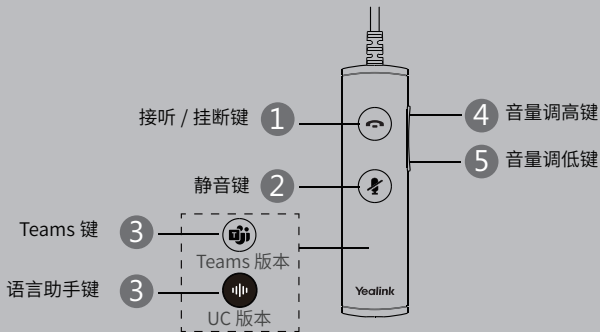 接听 / 挂断键 1
4 音量调高键
5 音量调低键
静音键 2
Teams 键 3
Teams 版本
语言助手键 3
UC 版本
Yealink